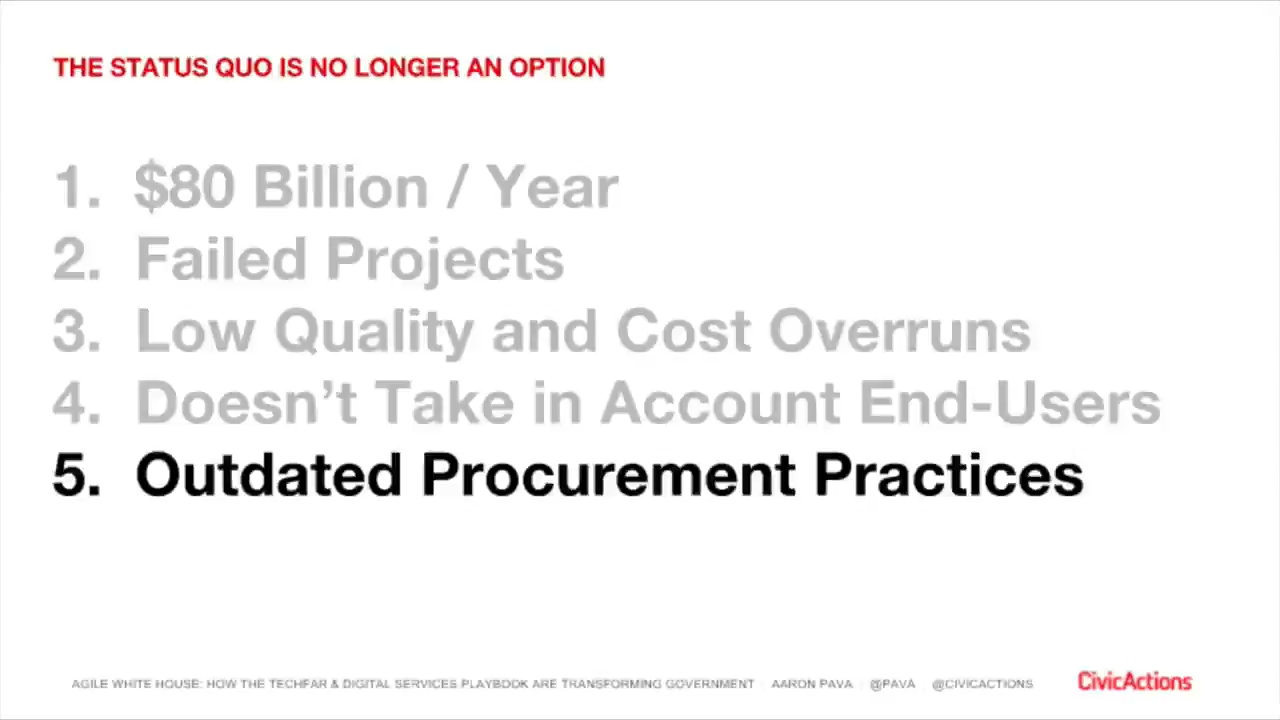 THE STATUS QUO IS NO LONGER AN OPTION
1. $80 Billion / Year
2. Failed Projects
3. Low Quality and Cost Overruns
4. Doesn’t Take in Account End-Users
5. Outdated Procurement Practices
AGILE WHITE HOUSE: HOW THE TECHFAR & DIGITAL SERVICES PLAYBOOK ARE TRANSFORMING GOVERNMENT AARON PAVA @PAVA @CIVICACTIONS CivicActions